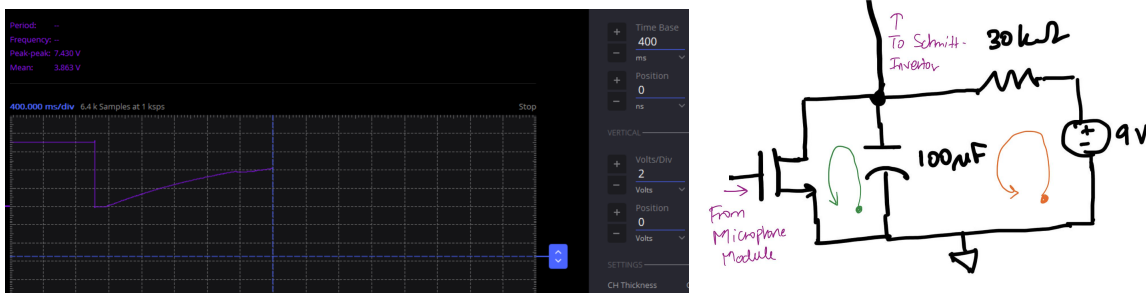 Period: --
Frequency: --
Peak-peak: 7.430 V
Mean: 3.863 V
400.000 ms/div 6.4 k Samples at 1 ksps
Stop
+
Time Base
400
−
ms
+
Position
0
−
ns
VERTICAL
+
Volts/Div
2
−
Volts
+
Position
0
−
Volts
SETTINGS
CH Thickness
↑
To Schmitt-
Invertor
30kΩ
+
−
9V
100µF
→
From
Microphone
Module